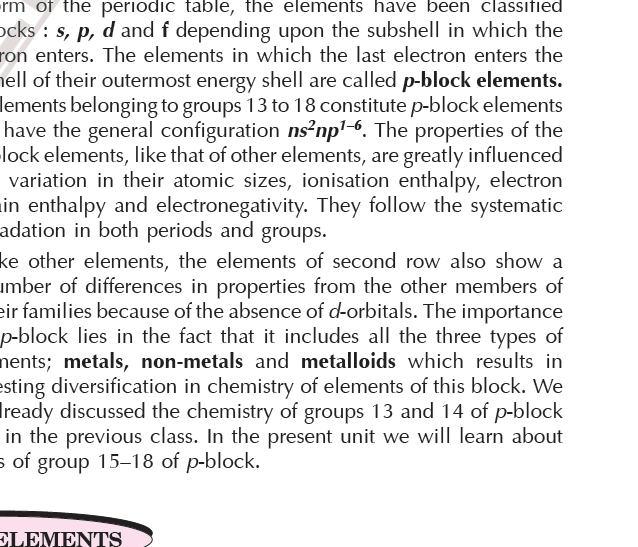 rm of the periodic table, the elements have been classified
ocks : s, p, d and f depending upon the subshell in which the
ron enters. The elements in which the last electron enters the
hell of their outermost energy shell are called p-block elements.
lements belonging to groups 13 to 18 constitute p-block elements
have the general configuration ns²np¹⁻⁶. The properties of the
lock elements, like that of other elements, are greatly influenced
variation in their atomic sizes, ionisation enthalpy, electron
in enthalpy and electronegativity. They follow the systematic
adation in both periods and groups.
ke other elements, the elements of second row also show a
umber of differences in properties from the other members of
eir families because of the absence of d-orbitals. The importance
p-block lies in the fact that it includes all the three types of
ments; metals, non-metals and metalloids which results in
esting diversification in chemistry of elements of this block. We
lready discussed the chemistry of groups 13 and 14 of p-block
in the previous class. In the present unit we will learn about
s of group 15–18 of p-block.
ELEMENTS